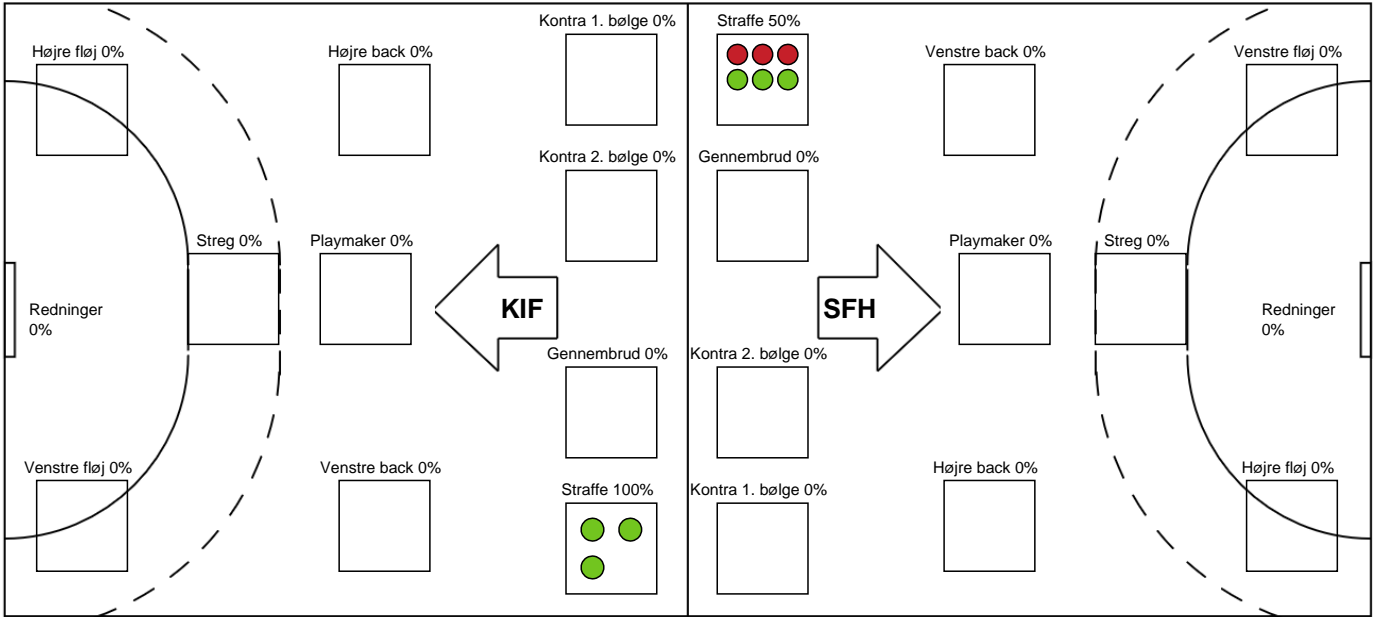 Kontra 1. bølge 0%
Straffe 50%
Højre fløj 0%
Højre back 0%
Venstre back 0%
Venstre fløj 0%
Kontra 2. bølge 0%
Gennembrud 0%
Streg 0%
Playmaker 0%
Playmaker 0%
Streg 0%
Redninger
0%
KIF
SFH
Redninger
0%
Gennembrud 0%
Kontra 2. bølge 0%
Venstre fløj 0%
Venstre back 0%
Højre back 0%
Højre fløj 0%
Straffe 100%
Kontra 1. bølge 0%